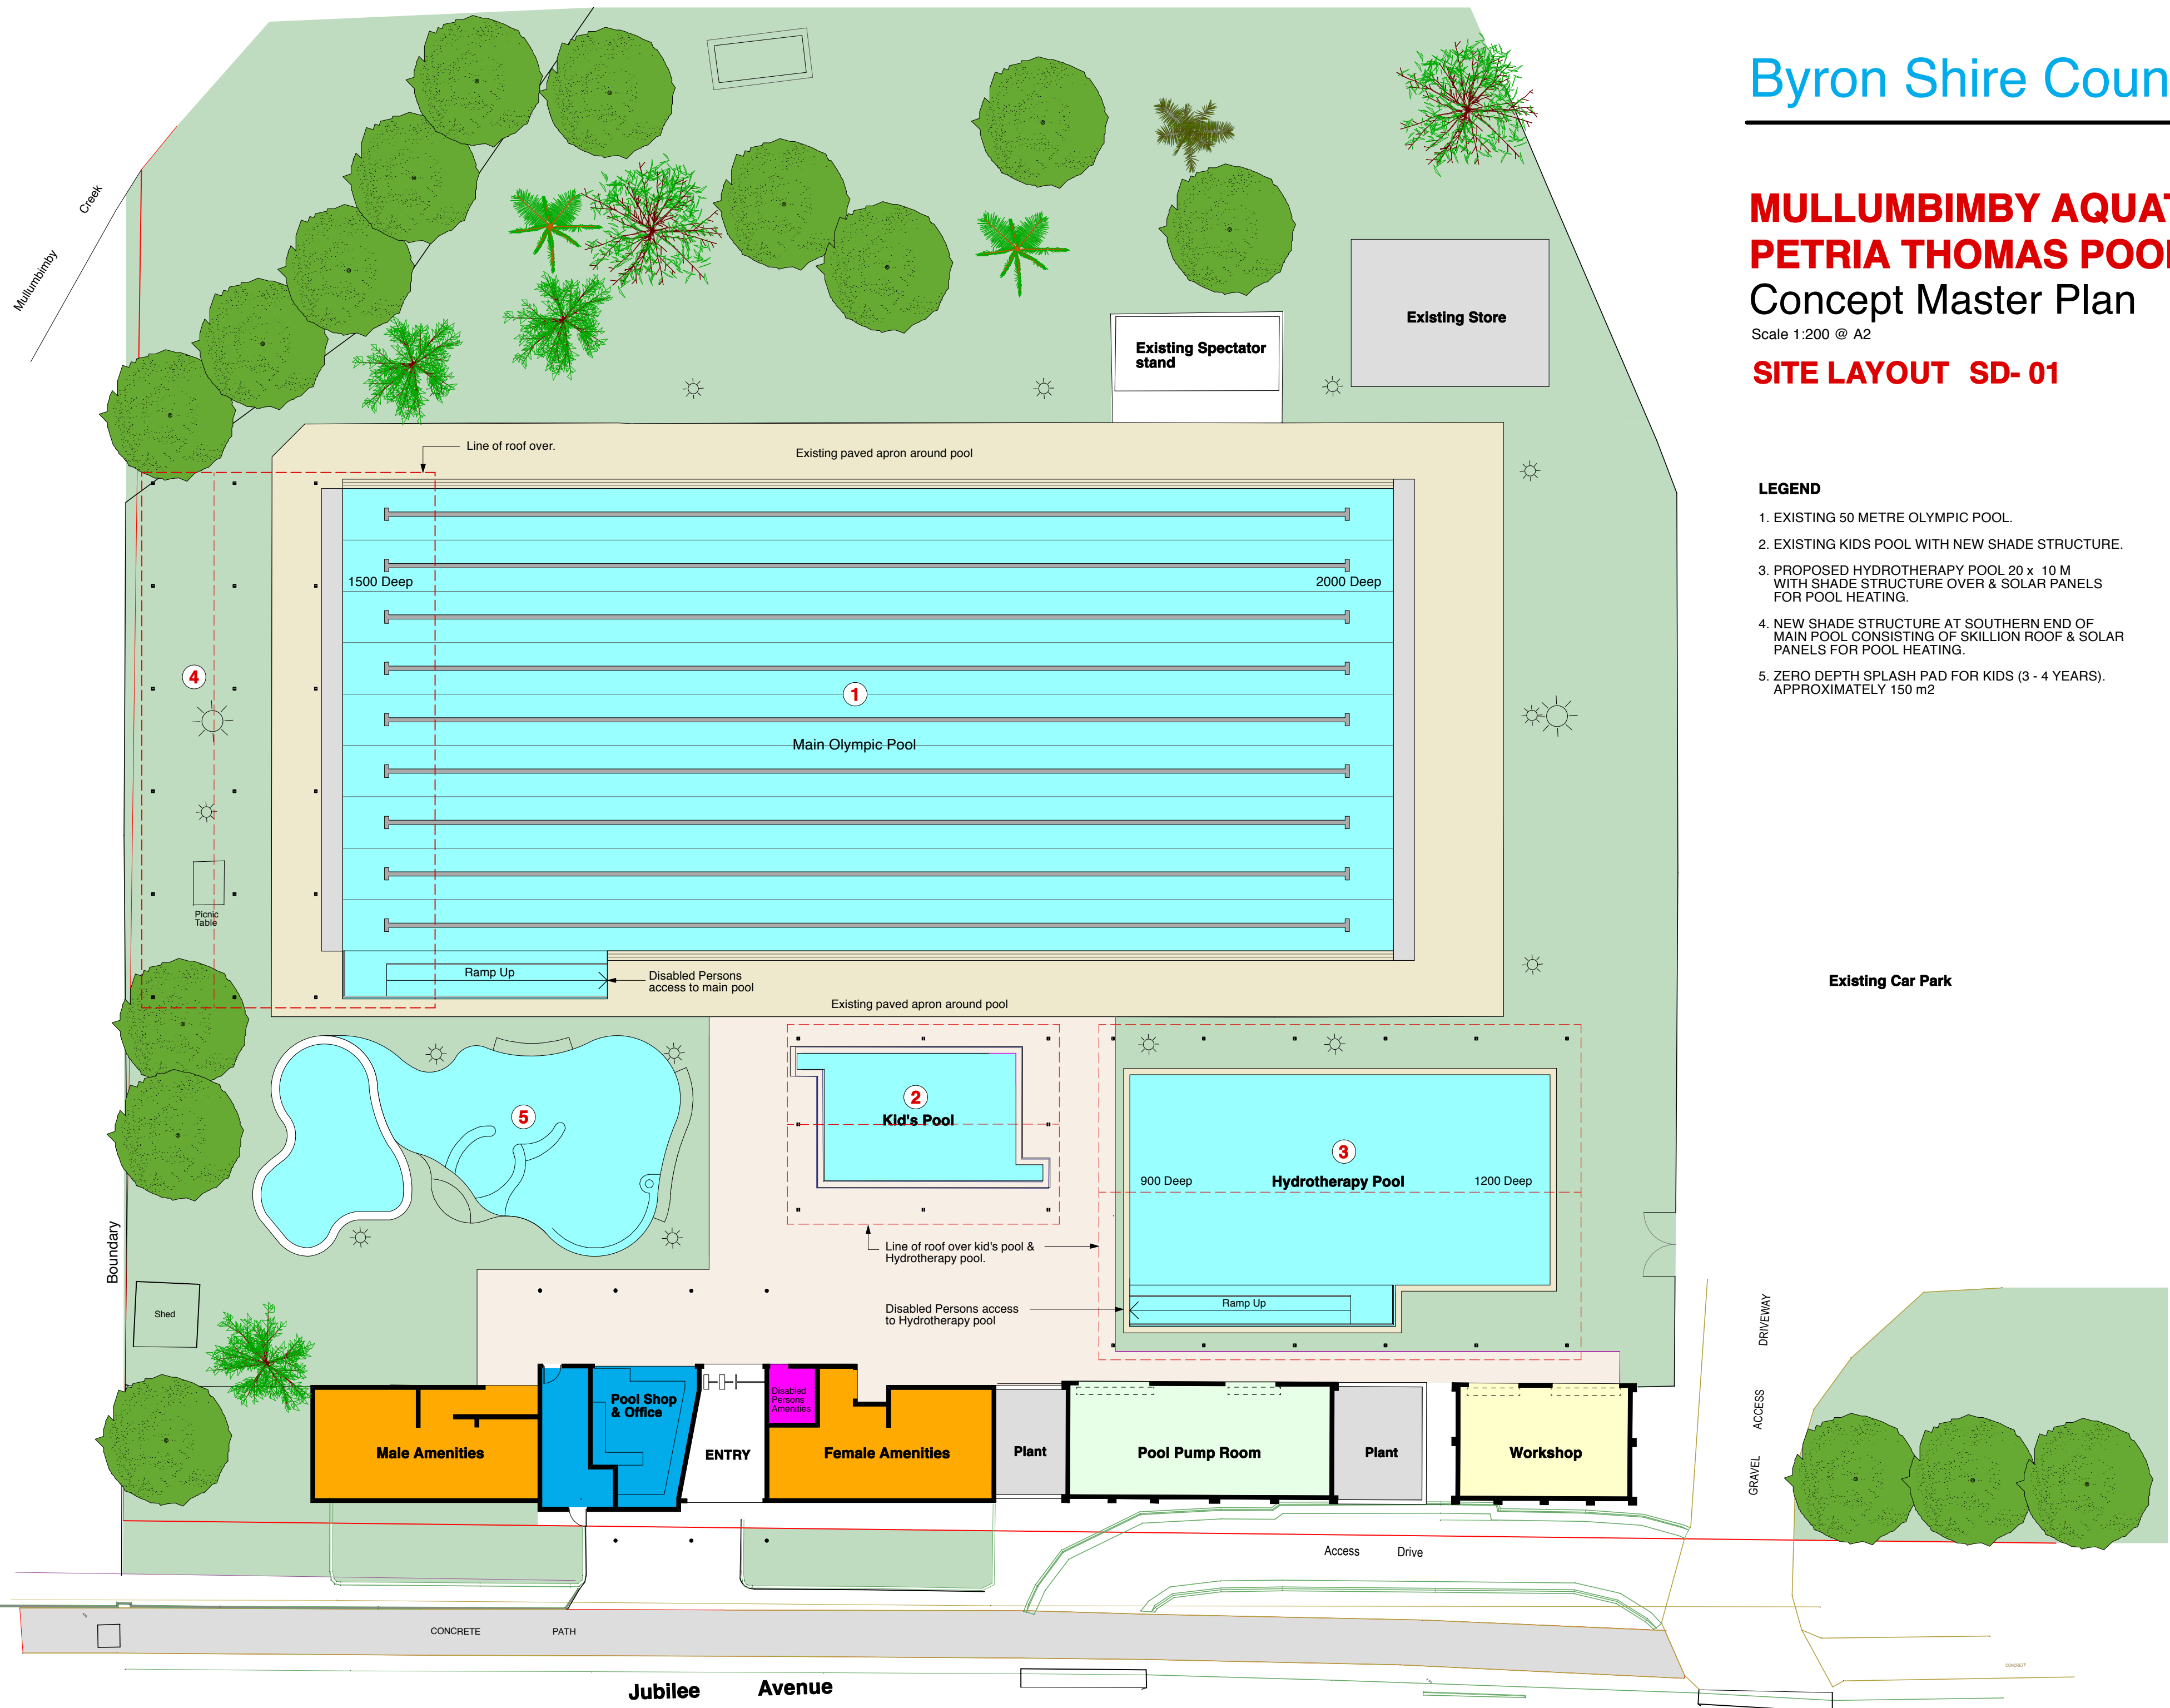 Byron Shire Coun
MULLUMBIMBY AQUAT
PETRIA THOMAS POOL
Concept Master Plan
Scale 1:200 @ A2
SITE LAYOUT SD- 01
LEGEND
1. EXISTING 50 METRE OLYMPIC POOL.
2. EXISTING KIDS POOL WITH NEW SHADE STRUCTURE.
3. PROPOSED HYDROTHERAPY POOL 20 x 10 M
WITH SHADE STRUCTURE OVER & SOLAR PANELS
FOR POOL HEATING.
4. NEW SHADE STRUCTURE AT SOUTHERN END OF
MAIN POOL CONSISTING OF SKILLION ROOF & SOLAR
PANELS FOR POOL HEATING.
5. ZERO DEPTH SPLASH PAD FOR KIDS (3 - 4 YEARS).
APPROXIMATELY 150 m2
Mullumbimby Creek
Existing Store
Existing Spectator
stand
Line of roof over.
Existing paved apron around pool
1500 Deep
2000 Deep
4
1
Main Olympic Pool
Picnic
Table
Ramp Up
Disabled Persons
access to main pool
Existing paved apron around pool
Existing Car Park
5
2
Kid's Pool
3
900 Deep
Hydrotherapy Pool
1200 Deep
Line of roof over kid's pool &
Hydrotherapy pool.
Boundary
Shed
Disabled Persons access
to Hydrotherapy pool
Ramp Up
GRAVEL ACCESS DRIVEWAY
Male Amenities
Pool Shop
& Office
ENTRY
Disabled
Persons
Amenities
Female Amenities
Plant
Pool Pump Room
Plant
Workshop
Access Drive
CONCRETE PATH
CONCRETE
Jubilee Avenue